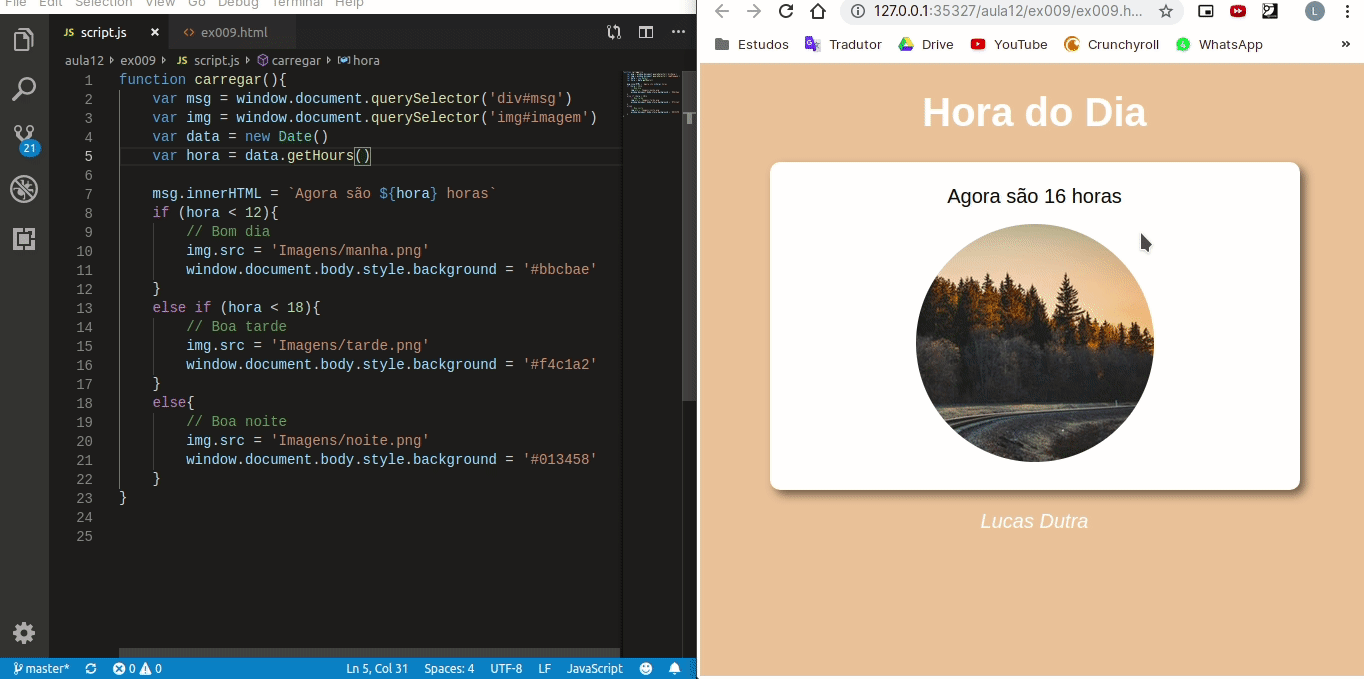 File Edit Selection View Go Debug Terminal Help
JS script.js × <> ex009.html ···
aula12 › ex009 › JS script.js › carregar › hora
1 function carregar(){
2 var msg = window.document.querySelector('div#msg')
3 var img = window.document.querySelector('img#imagem')
4 var data = new Date()
5 var hora = data.getHours()
6
7 msg.innerHTML = `Agora são ${hora} horas`
8 if (hora < 12){
9 // Bom dia
10 img.src = 'Imagens/manha.png'
11 window.document.body.style.background = '#bbcbae'
12 }
13 else if (hora < 18){
14 // Boa tarde
15 img.src = 'Imagens/tarde.png'
16 window.document.body.style.background = '#f4c1a2'
17 }
18 else{
19 // Boa noite
20 img.src = 'Imagens/noite.png'
21 window.document.body.style.background = '#013458'
22 }
23 }
24
25
21
master* 0 0 Ln 5, Col 31 Spaces: 4 UTF-8 LF JavaScript
127.0.0.1:35327/aula12/ex009/ex009.h... L
Estudos Tradutor Drive YouTube Crunchyroll WhatsApp »
Hora do Dia
Agora são 16 horas
Lucas Dutra